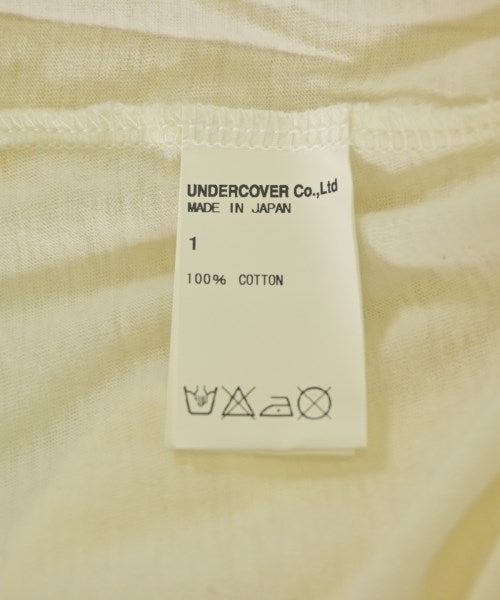 UNDERCOVER Co.,Ltd
MADE IN JAPAN
1
100% COTTON